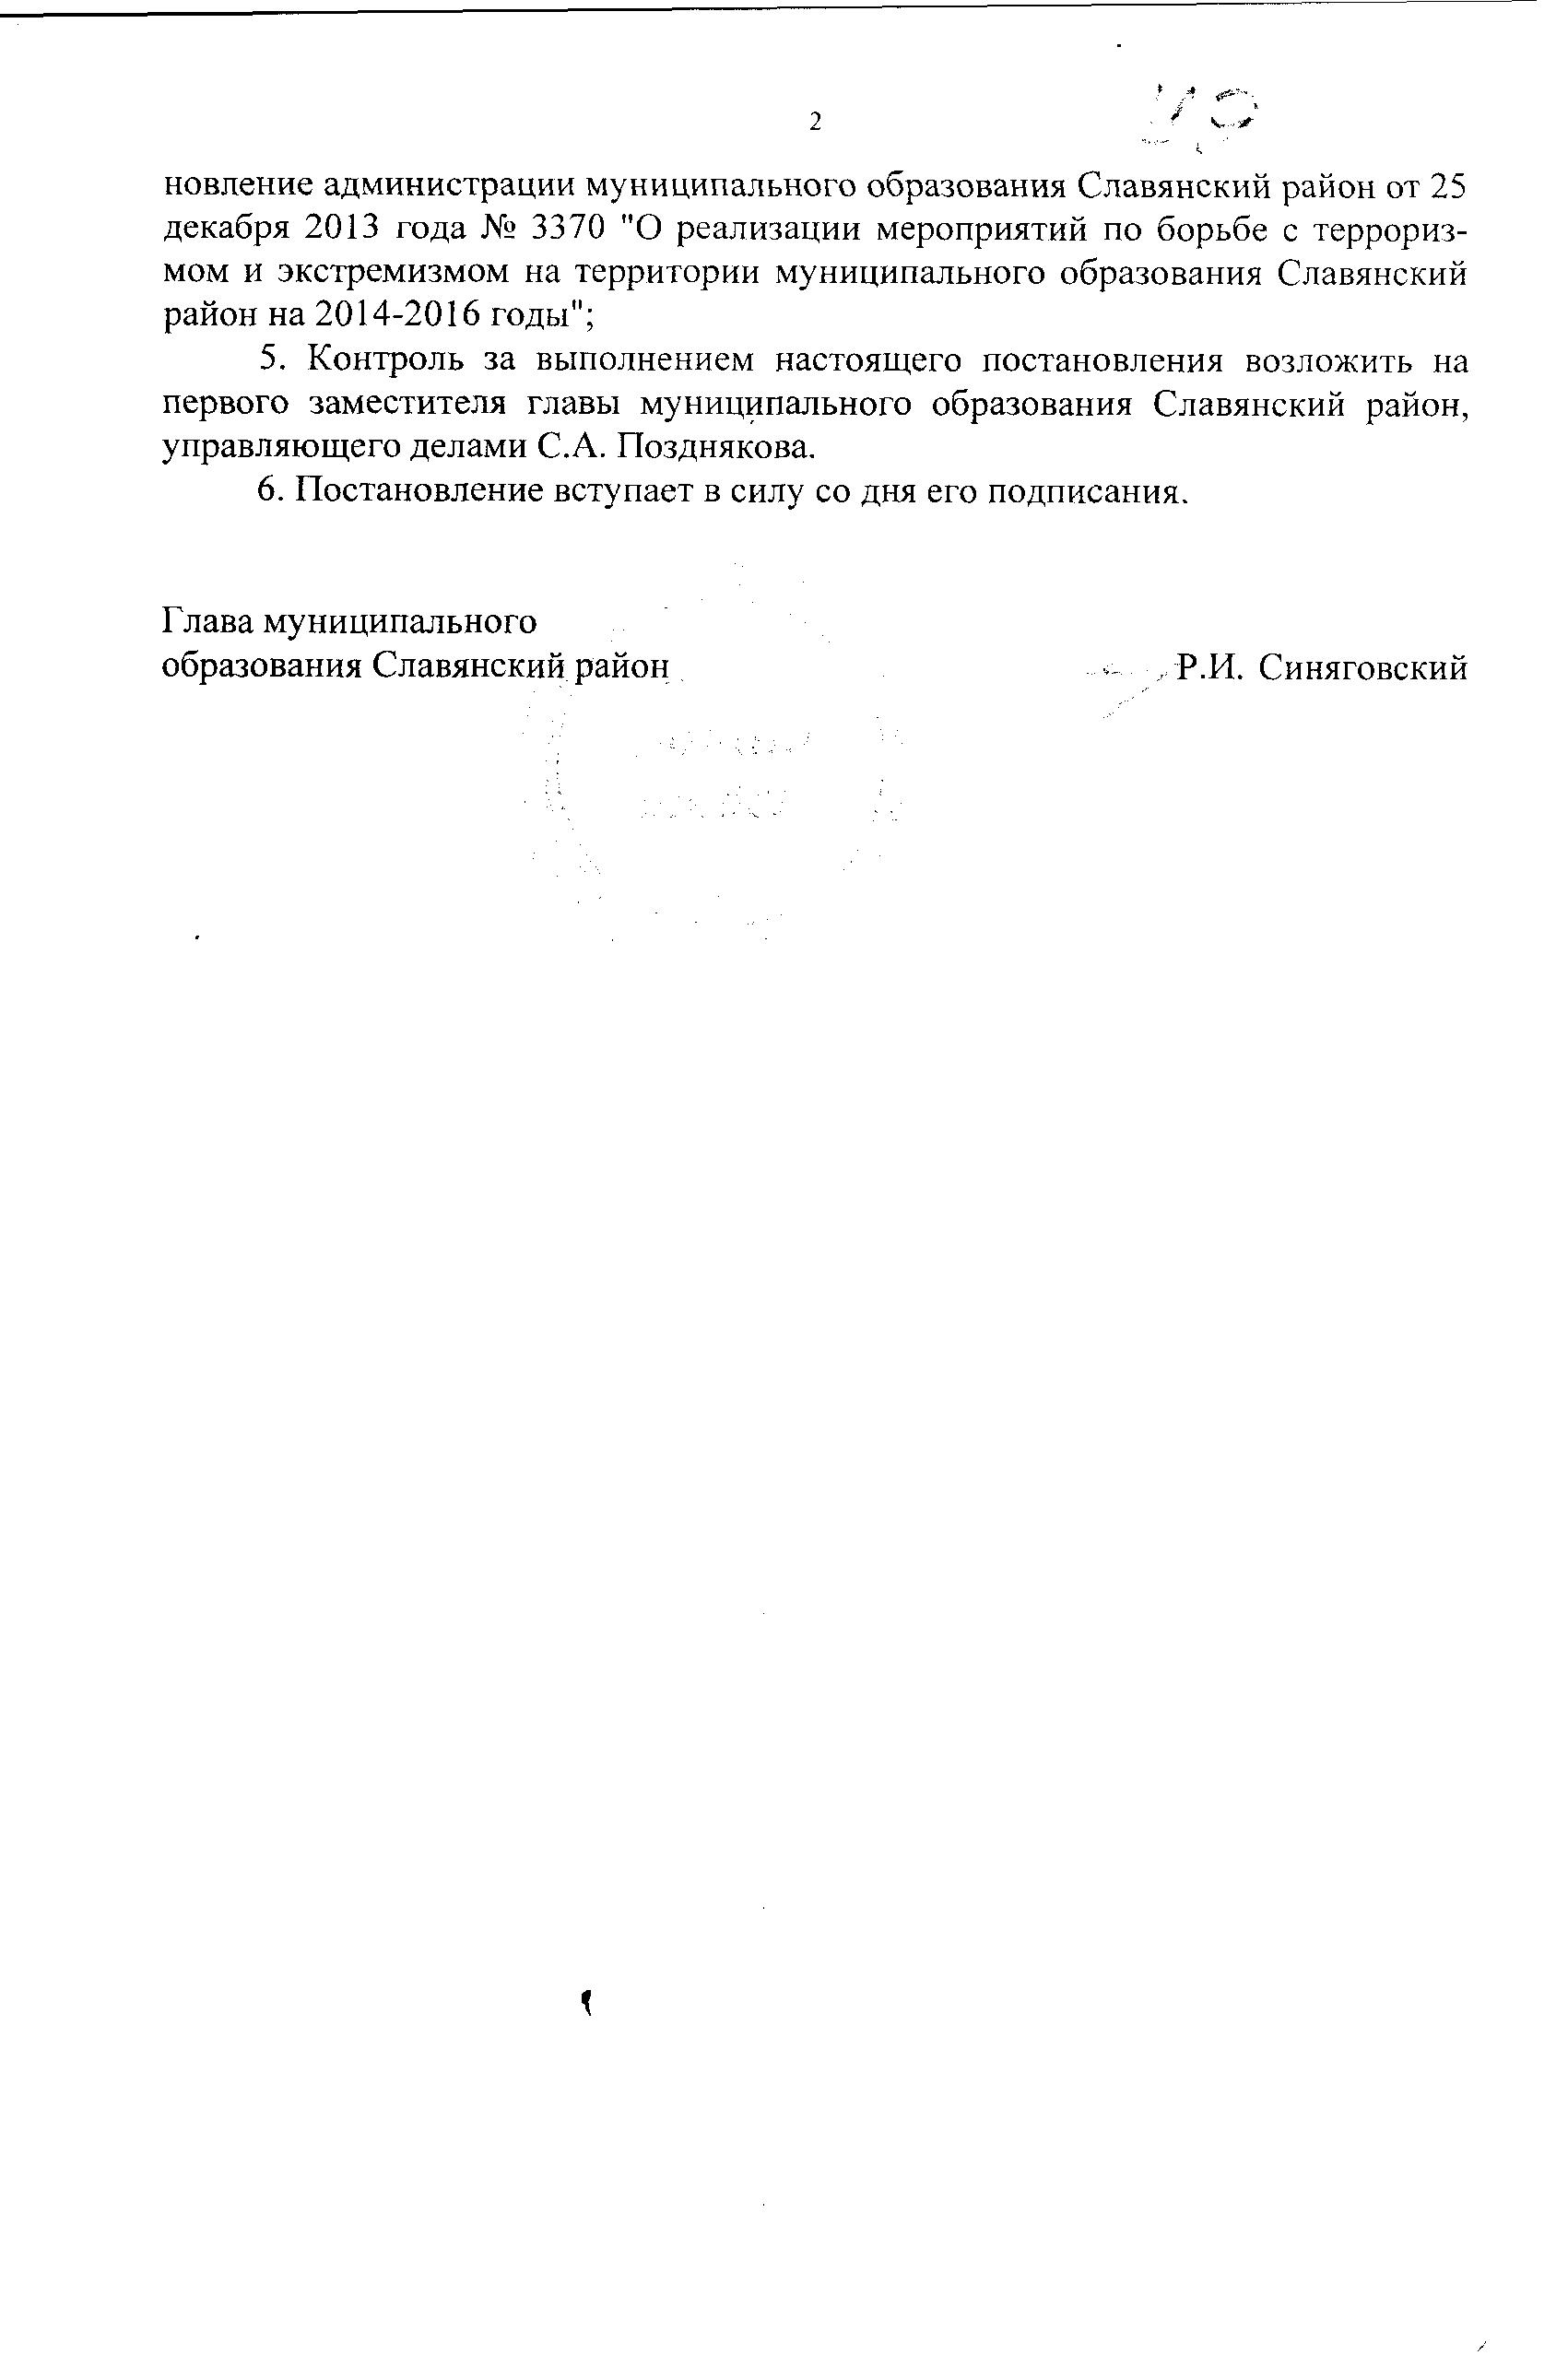 2
новление администрации муниципального образования Славянский район от 25
декабря 2013 года № 3370 "О реализации мероприятий по борьбе с террориз-
мом и экстремизмом на территории муниципального образования Славянский
район на 2014-2016 годы";
5. Контроль за выполнением настоящего постановления возложить на
первого заместителя главы муниципального образования Славянский район,
управляющего делами С.А. Позднякова.
6. Постановление вступает в силу со дня его подписания.
Глава муниципального
образования Славянский район
Р.И. Синяговский